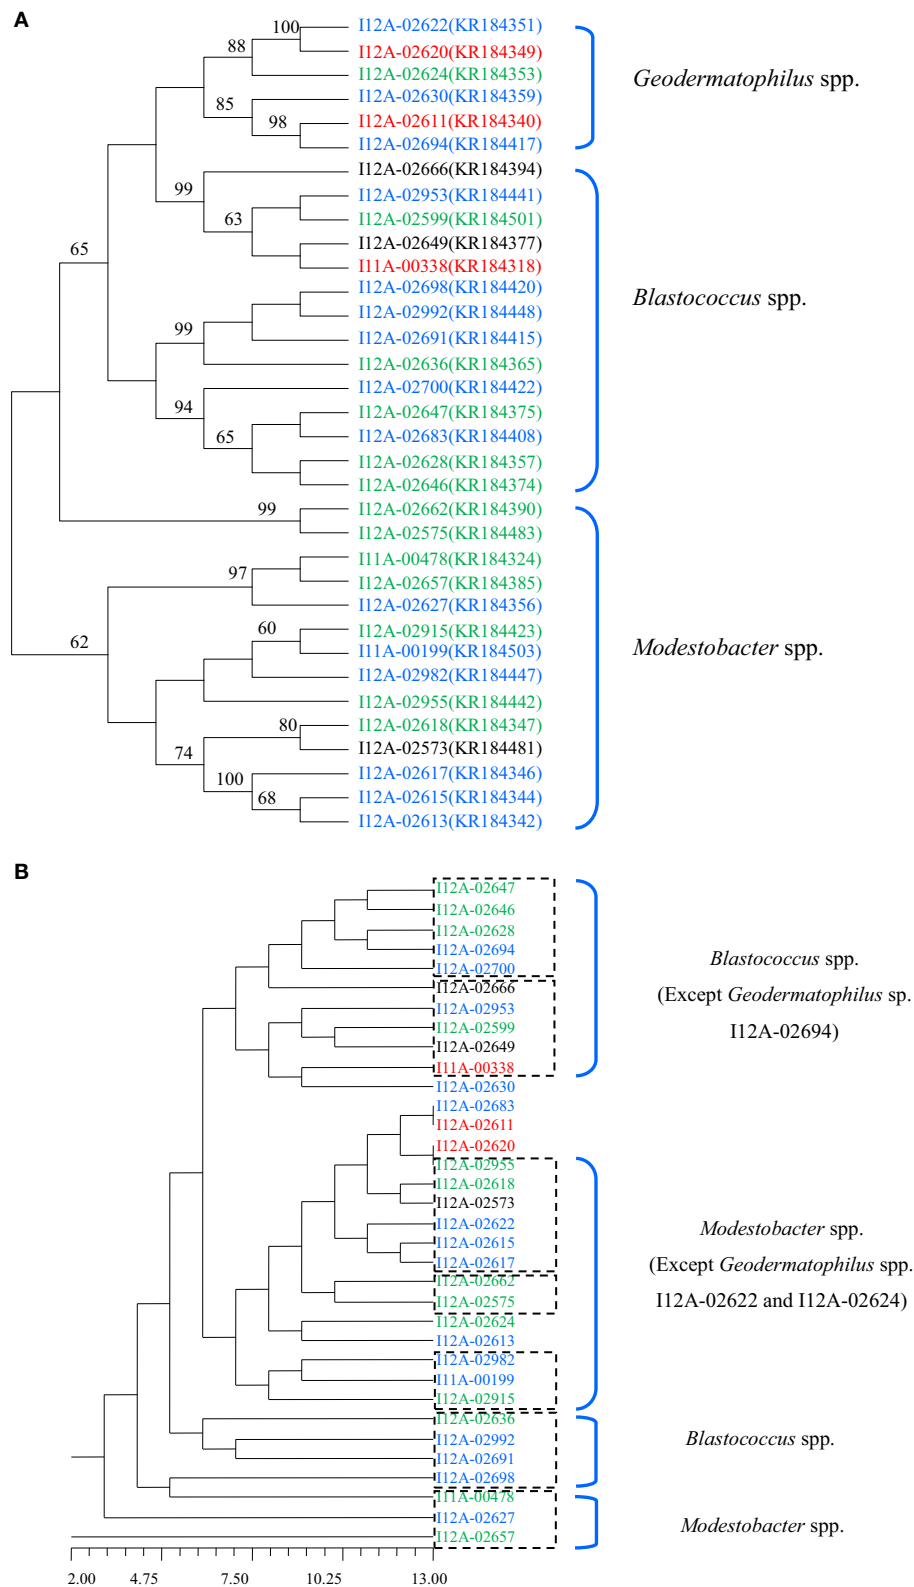 A
100
I12A-02622(KR184351)
88
I12A-02620(KR184349)
I12A-02624(KR184353)
Geodermatophilus spp.
I12A-02630(KR184359)
85
98
I12A-02611(KR184340)
I12A-02694(KR184417)
I12A-02666(KR184394)
99
I12A-02953(KR184441)
63
I12A-02599(KR184501)
I12A-02649(KR184377)
65
I11A-00338(KR184318)
I12A-02698(KR184420)
Blastococcus spp.
I12A-02992(KR184448)
99
I12A-02691(KR184415)
I12A-02636(KR184365)
I12A-02700(KR184422)
94
I12A-02647(KR184375)
65
I12A-02683(KR184408)
I12A-02628(KR184357)
I12A-02646(KR184374)
99
I12A-02662(KR184390)
I12A-02575(KR184483)
I11A-00478(KR184324)
97
I12A-02657(KR184385)
I12A-02627(KR184356)
60
I12A-02915(KR184423)
62
I11A-00199(KR184503)
Modestobacter spp.
I12A-02982(KR184447)
I12A-02955(KR184442)
80
I12A-02618(KR184347)
74
I12A-02573(KR184481)
100
I12A-02617(KR184346)
68
I12A-02615(KR184344)
I12A-02613(KR184342)
B
I12A-02647
I12A-02646
I12A-02628
I12A-02694
I12A-02700
I12A-02666
I12A-02953
I12A-02599
I12A-02649
I11A-00338
I12A-02630
Blastococcus spp.
(Except Geodermatophilus sp.
I12A-02694)
I12A-02683
I12A-02611
I12A-02620
I12A-02955
I12A-02618
I12A-02573
I12A-02622
I12A-02615
I12A-02617
I12A-02662
I12A-02575
I12A-02624
I12A-02613
I12A-02982
I11A-00199
I12A-02915
Modestobacter spp.
(Except Geodermatophilus spp.
I12A-02622 and I12A-02624)
I12A-02636
I12A-02992
I12A-02691
I12A-02698
Blastococcus spp.
I11A-00478
I12A-02627
I12A-02657
Modestobacter spp.
2.00 4.75 7.50 10.25 13.00